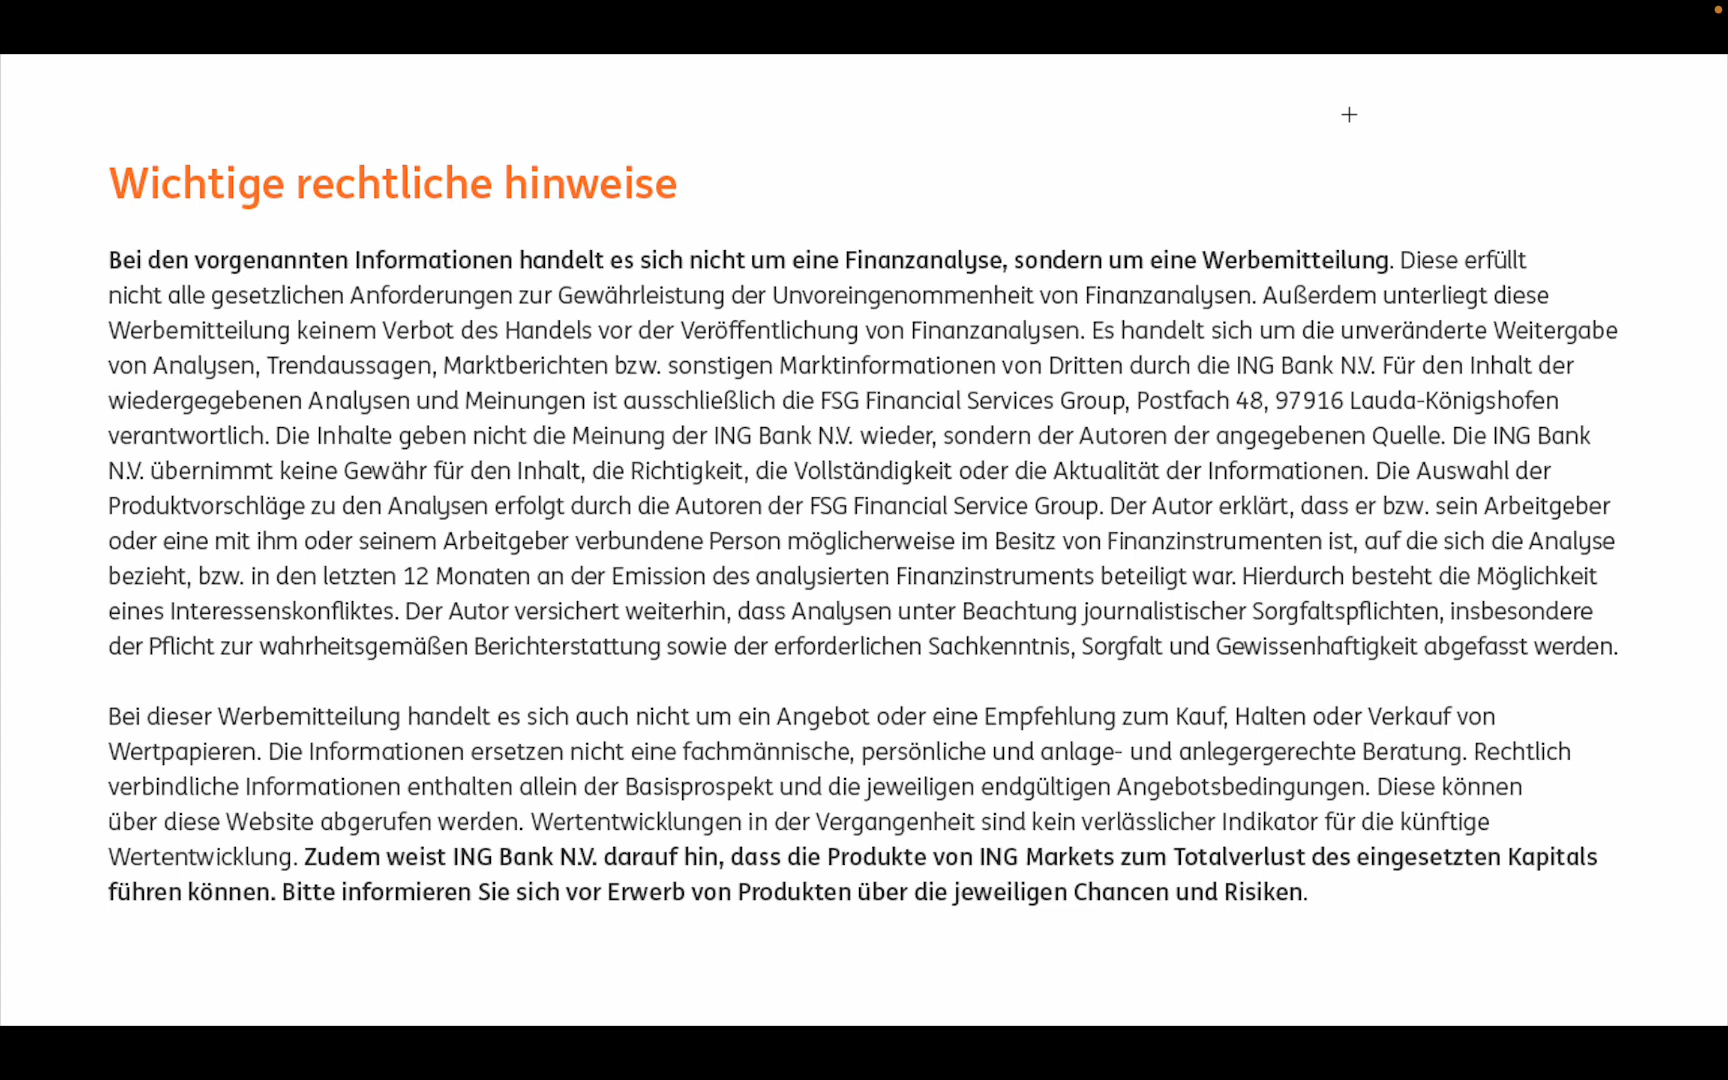 Wichtige rechtliche hinweise
Bei den vorgenannten Informationen handelt es sich nicht um eine Finanzanalyse, sondern um eine Werbemitteilung. Diese erfüllt
nicht alle gesetzlichen Anforderungen zur Gewährleistung der Unvoreingenommenheit von Finanzanalysen. Außerdem unterliegt diese
Werbemitteilung keinem Verbot des Handels vor der Veröffentlichung von Finanzanalysen. Es handelt sich um die unveränderte Weitergabe
von Analysen, Trendaussagen, Marktberichten bzw. sonstigen Marktinformationen von Dritten durch die ING Bank N.V. Für den Inhalt der
wiedergegebenen Analysen und Meinungen ist ausschließlich die FSG Financial Services Group, Postfach 48, 97916 Lauda-Königshofen
verantwortlich. Die Inhalte geben nicht die Meinung der ING Bank N.V. wieder, sondern der Autoren der angegebenen Quelle. Die ING Bank
N.V. übernimmt keine Gewähr für den Inhalt, die Richtigkeit, die Vollständigkeit oder die Aktualität der Informationen. Die Auswahl der
Produktvorschläge zu den Analysen erfolgt durch die Autoren der FSG Financial Service Group. Der Autor erklärt, dass er bzw. sein Arbeitgeber
oder eine mit ihm oder seinem Arbeitgeber verbundene Person möglicherweise im Besitz von Finanzinstrumenten ist, auf die sich die Analyse
bezieht, bzw. in den letzten 12 Monaten an der Emission des analysierten Finanzinstruments beteiligt war. Hierdurch besteht die Möglichkeit
eines Interessenskonfliktes. Der Autor versichert weiterhin, dass Analysen unter Beachtung journalistischer Sorgfaltspflichten, insbesondere
der Pflicht zur wahrheitsgemäßen Berichterstattung sowie der erforderlichen Sachkenntnis, Sorgfalt und Gewissenhaftigkeit abgefasst werden.
Bei dieser Werbemitteilung handelt es sich auch nicht um ein Angebot oder eine Empfehlung zum Kauf, Halten oder Verkauf von
Wertpapieren. Die Informationen ersetzen nicht eine fachmännische, persönliche und anlage- und anlegergerechte Beratung. Rechtlich
verbindliche Informationen enthalten allein der Basisprospekt und die jeweiligen endgültigen Angebotsbedingungen. Diese können
über diese Website abgerufen werden. Wertentwicklungen in der Vergangenheit sind kein verlässlicher Indikator für die künftige
Wertentwicklung. Zudem weist ING Bank N.V. darauf hin, dass die Produkte von ING Markets zum Totalverlust des eingesetzten Kapitals
führen können. Bitte informieren Sie sich vor Erwerb von Produkten über die jeweiligen Chancen und Risiken.